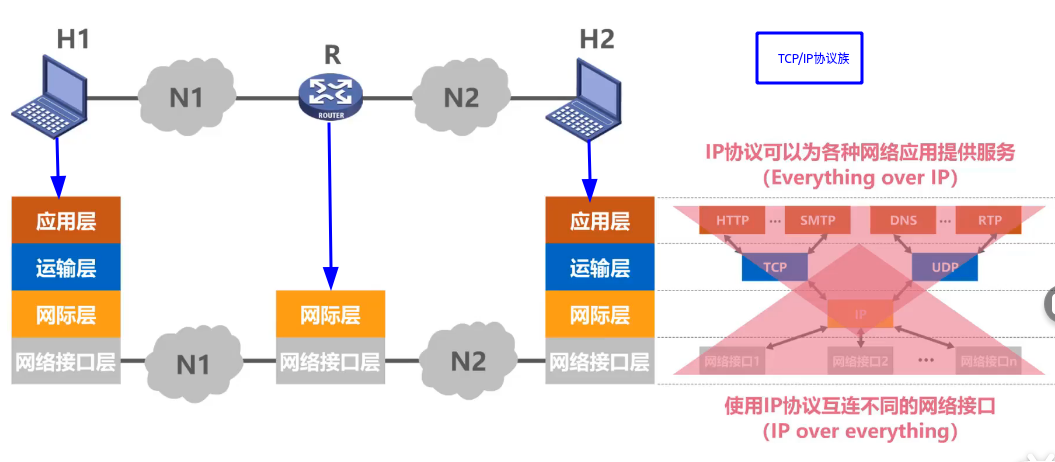 H1
R
H2
N1
N2
ROUTER
TCP/IP协议族
IP协议可以为各种网络应用提供服务
（Everything over IP）
应用层
运输层
网际层
网络接口层
N1
网际层
网络接口层
N2
应用层
运输层
网际层
网络接口层
HTTP ··· SMTP DNS ··· RTP
TCP UDP
IP
网络接口1 网络接口2 ··· 网络接口n
使用IP协议互连不同的网络接口
（IP over everything）